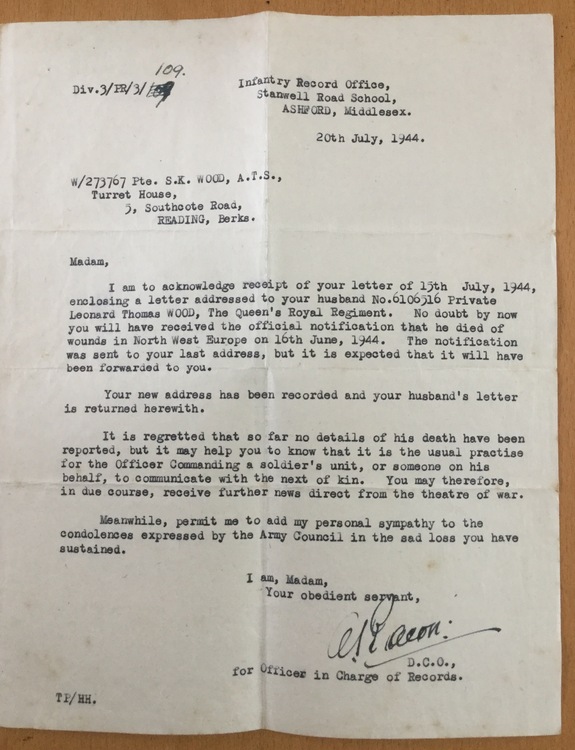 109.
Div.3/PR/3/
Infantry Record Office,
Stanwell Road School,
ASHFORD, Middlesex.
20th July, 1944.
W/273767 Pte. S.K. WOOD, A.T.S.,
Turret House,
5, Southcote Road,
READING, Berks.
Madam,
I am to acknowledge receipt of your letter of 15th July, 1944,
enclosing a letter addressed to your husband No.6106516 Private
Leonard Thomas WOOD, The Queen's Royal Regiment. No doubt by now
you will have received the official notification that he died of
wounds in North West Europe on 16th June, 1944. The notification
was sent to your last address, but it is expected that it will have
been forwarded to you.
Your new address has been recorded and your husband's letter
is returned herewith.
It is regretted that so far no details of his death have been
reported, but it may help you to know that it is the usual practise
for the Officer Commanding a soldier's unit, or someone on his
behalf, to communicate with the next of kin. You may therefore,
in due course, receive further news direct from the theatre of war.
Meanwhile, permit me to add my personal sympathy to the
condolences expressed by the Army Council in the sad loss you have
sustained.
I am, Madam,
Your obedient servant,
D.C.O.,
for Officer in Charge of Records.
TP/HH.